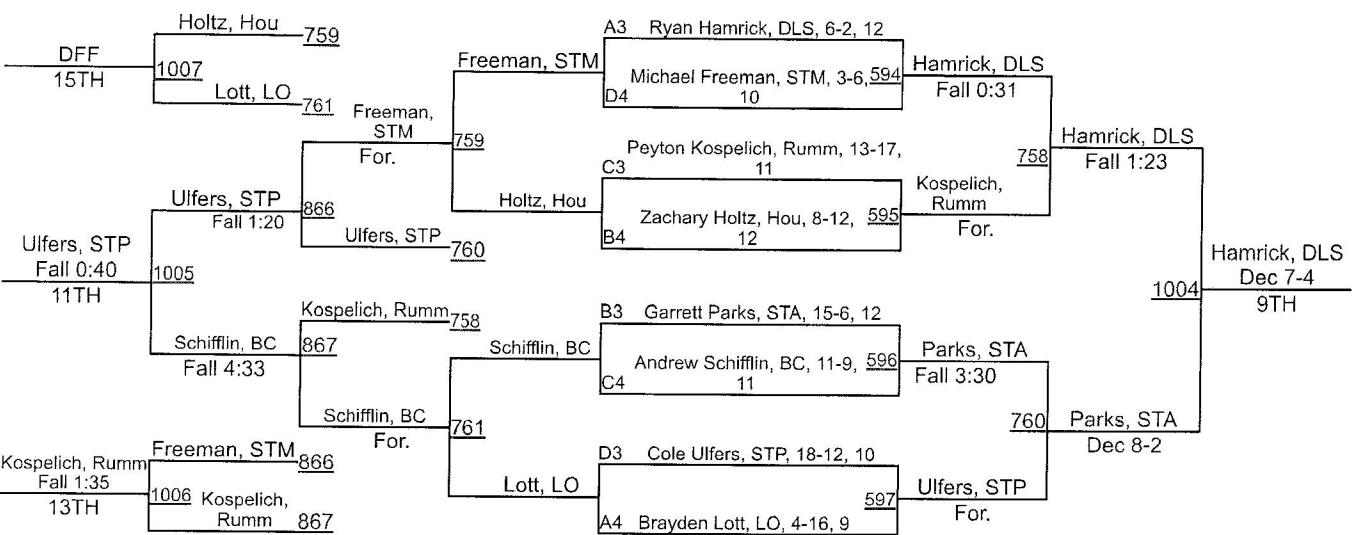 Holtz, Hou
759
DFF
15TH
1007
Lott, LO
761
Freeman,
STM
For.
Freeman, STM
759
Holtz, Hou
Ulfers, STP
Fall 1:20
866
Ulfers, STP
760
Ulfers, STP
Fall 0:40
11TH
1005
Schifflin, BC
Fall 4:33
867
Kospelich, Rumm
758
Schifflin, BC
For.
Schifflin, BC
761
Lott, LO
Kospelich, Rumm
Fall 1:35
13TH
1006
Freeman, STM
866
Kospelich,
Rumm
867
A3 Ryan Hamrick, DLS, 6-2, 12
Michael Freeman, STM, 3-6,
10
D4
594
Hamrick, DLS
Fall 0:31
Peyton Kospelich, Rumm, 13-17,
11
C3
Zachary Holtz, Hou, 8-12,
12
B4
595
Kospelich,
Rumm
For.
758
Hamrick, DLS
Fall 1:23
B3 Garrett Parks, STA, 15-6, 12
Andrew Schifflin, BC, 11-9,
11
C4
596
Parks, STA
Fall 3:30
D3 Cole Ulfers, STP, 18-12, 10
597
A4 Brayden Lott, LO, 4-16, 9
Ulfers, STP
For.
760
Parks, STA
Dec 8-2
1004
Hamrick, DLS
Dec 7-4
9TH